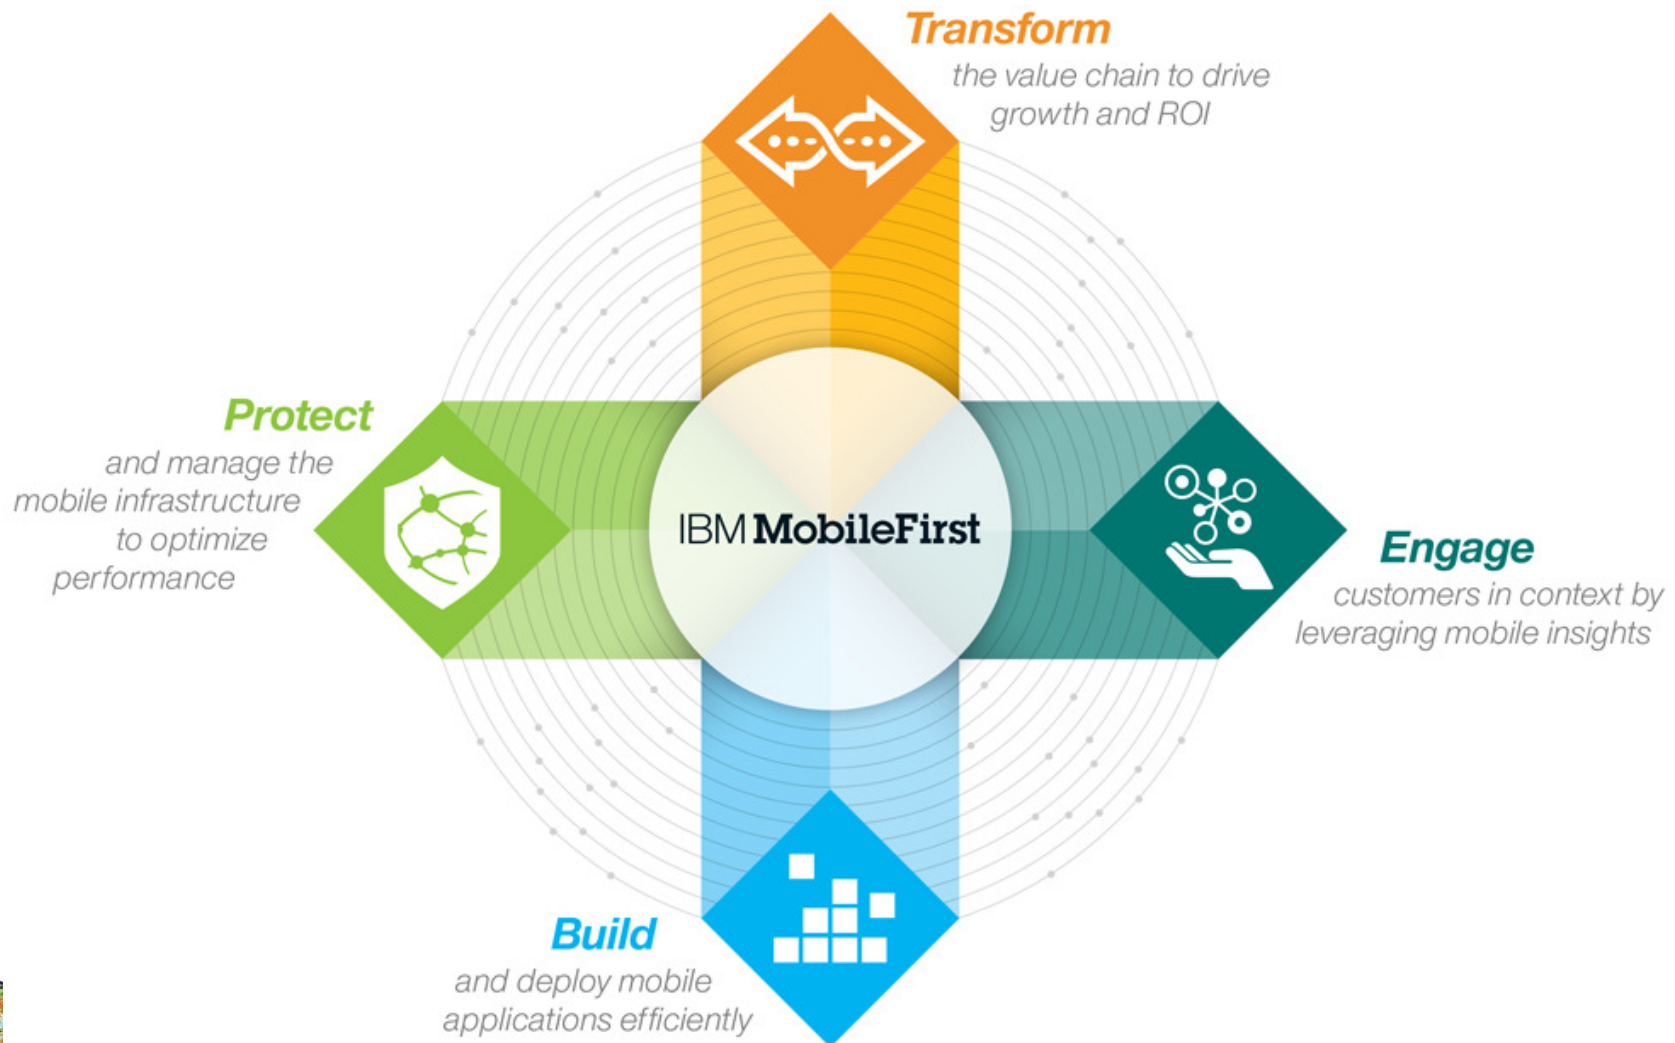 Transform
the value chain to drive
growth and ROI
Protect
and manage the
mobile infrastructure
to optimize
performance
IBM MobileFirst
Engage
customers in context by
leveraging mobile insights
Build
and deploy mobile
applications efficiently